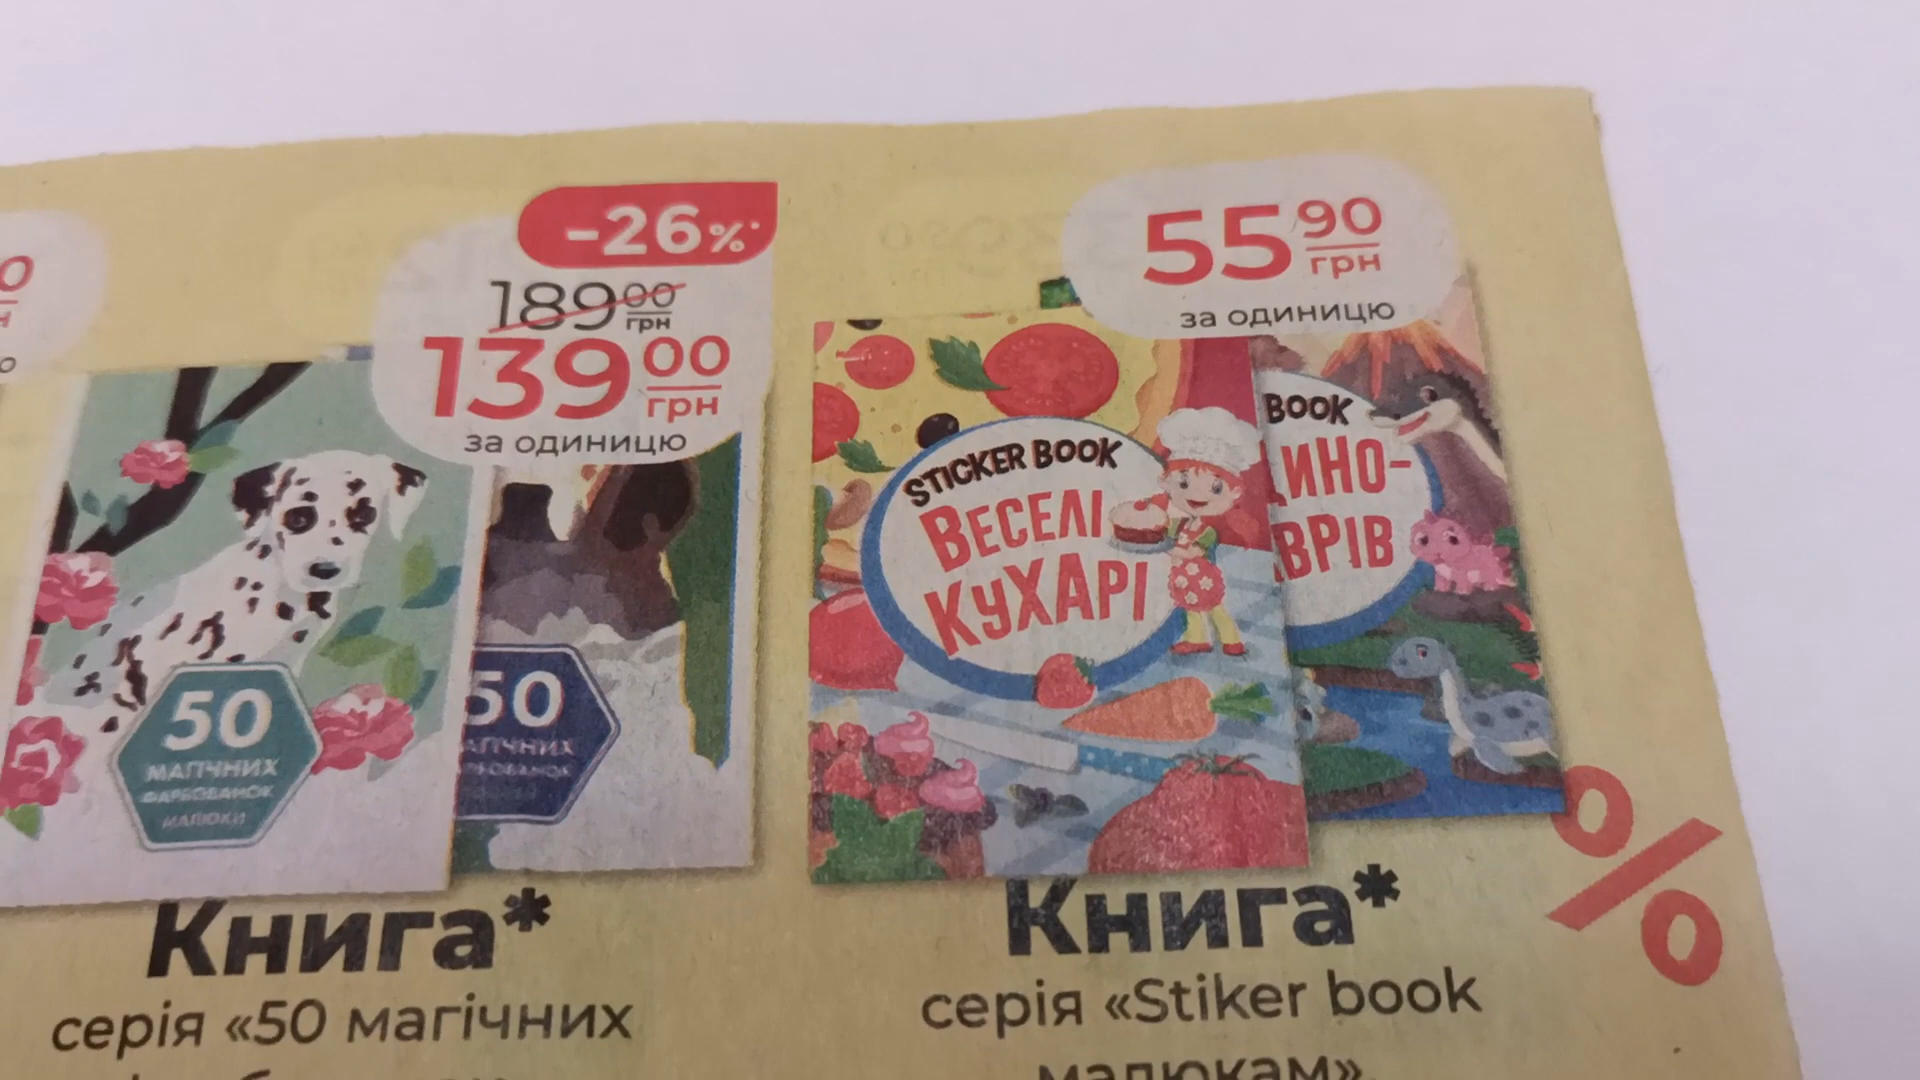 -26%*
189 00
грн
139 00
грн
за одиницю
50
МАГІЧНИХ
ФАРБОВАНОК
МАЛЮКИ
50
Книга*
серія «50 магічних
55 90
грн
за одиницю
STICKER BOOK
ВЕСЕЛІ
КУХАРІ
BOOK
ДИНО-
ВРІВ
%
Книга*
серія «Stiker book
малюкам»